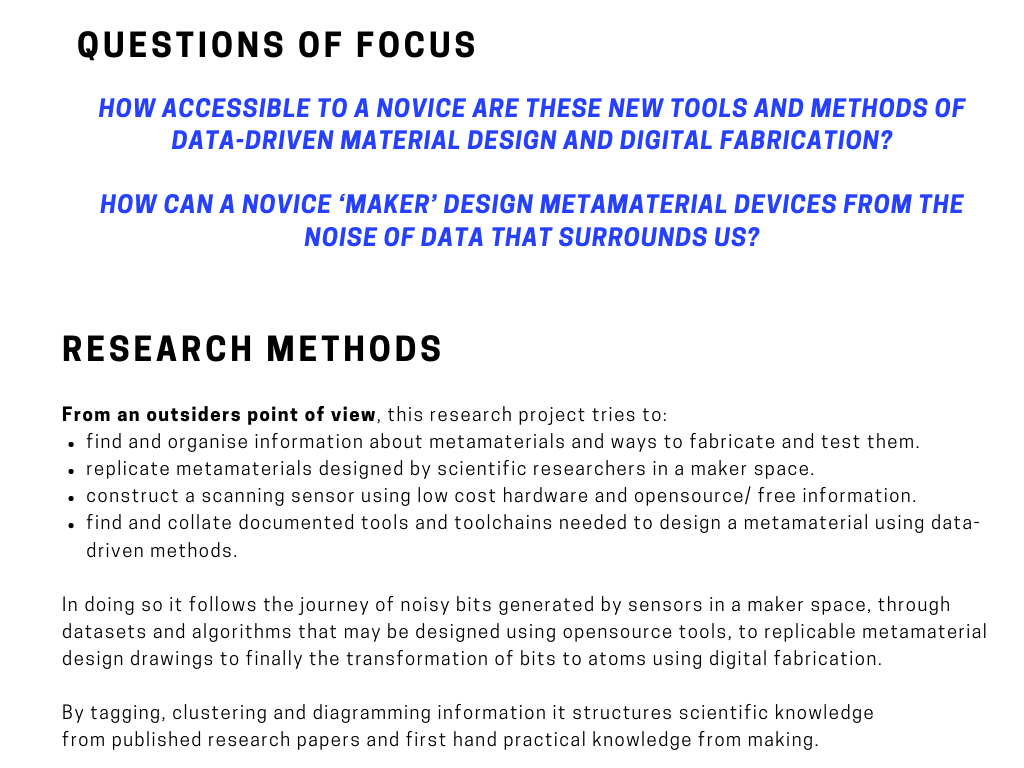 QUESTIONS OF FOCUS
HOW ACCESSIBLE TO A NOVICE ARE THESE NEW TOOLS AND METHODS OF
DATA-DRIVEN MATERIAL DESIGN AND DIGITAL FABRICATION?
HOW CAN A NOVICE ‘MAKER’ DESIGN METAMATERIAL DEVICES FROM THE
NOISE OF DATA THAT SURROUNDS US?
RESEARCH METHODS
From an outsiders point of view, this research project tries to:
• find and organise information about metamaterials and ways to fabricate and test them.
• replicate metamaterials designed by scientific researchers in a maker space.
• construct a scanning sensor using low cost hardware and opensource/ free information.
• find and collate documented tools and toolchains needed to design a metamaterial using data-
driven methods.
In doing so it follows the journey of noisy bits generated by sensors in a maker space, through
datasets and algorithms that may be designed using opensource tools, to replicable metamaterial
design drawings to finally the transformation of bits to atoms using digital fabrication.
By tagging, clustering and diagramming information it structures scientific knowledge
from published research papers and first hand practical knowledge from making.